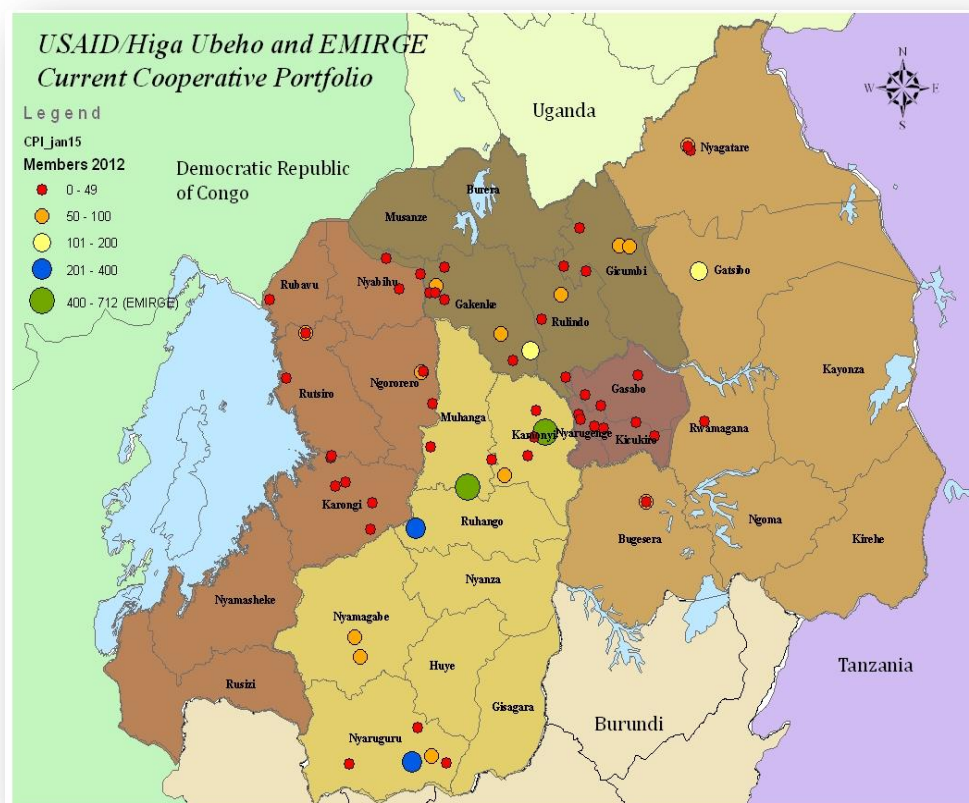 USAID/Higa Ubeho and EMIRGE
Current Cooperative Portfolio
Legend
CPI_jan15
Members 2012
0 - 49
50 - 100
101 - 200
201 - 400
400 - 712 (EMIRGE)
N
W
E
S
Uganda
Democratic Republic
of Congo
Nyagatare
Burera
Musanze
Gicumbi
Gatsibo
Rubavu
Nyabihu
Gakenke
Rulindo
Kayonza
Ngororero
Gasabo
Rutsiro
Muhanga
Kamonyi
Nyarugenge
Kicukiro
Rwamagana
Karongi
Ruhango
Bugesera
Ngoma
Kirehe
Nyanza
Nyamasheke
Nyamagabe
Huye
Tanzania
Rusizi
Gisagara
Burundi
Nyaruguru